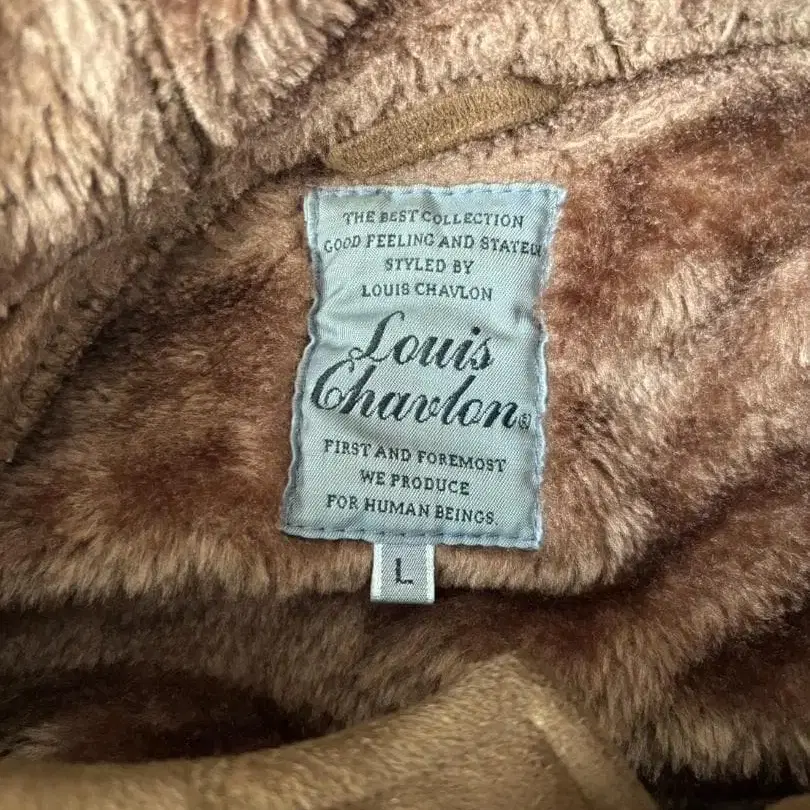 THE BEST COLLECTION
GOOD FEELING AND STATELY
STYLED BY
LOUIS CHAVLON
Louis
Chavlon®
FIRST AND FOREMOST
WE PRODUCE
FOR HUMAN BEINGS.
L